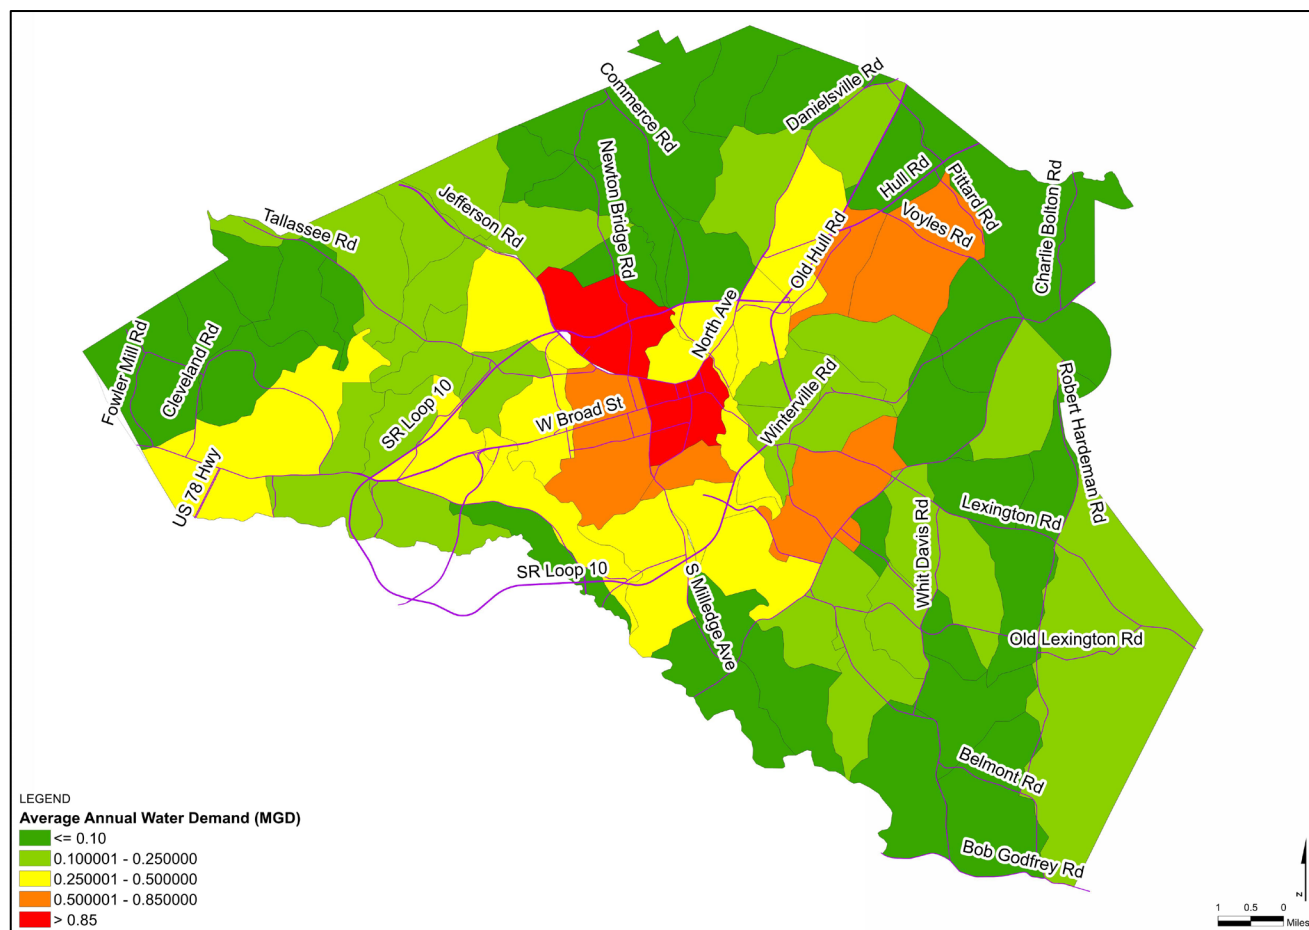 Commerce Rd
Danielsville Rd
Newton Bridge Rd
Hull Rd
Pittard Rd
Charlie Bolton Rd
Jefferson Rd
Tallassee Rd
Voyles Rd
Old Hull Rd
North Ave
Fowler Mill Rd
Cleveland Rd
SR Loop 10
W Broad St
Winterville Rd
Robert Hardeman Rd
US 78 Hwy
Lexington Rd
Whit Davis Rd
SR Loop 10
S Milledge Ave
Old Lexington Rd
Belmont Rd
Bob Godfrey Rd
LEGEND
Average Annual Water Demand (MGD)
<= 0.10
0.100001 - 0.250000
0.250001 - 0.500000
0.500001 - 0.850000
> 0.85
N
1 0.5 0
Miles